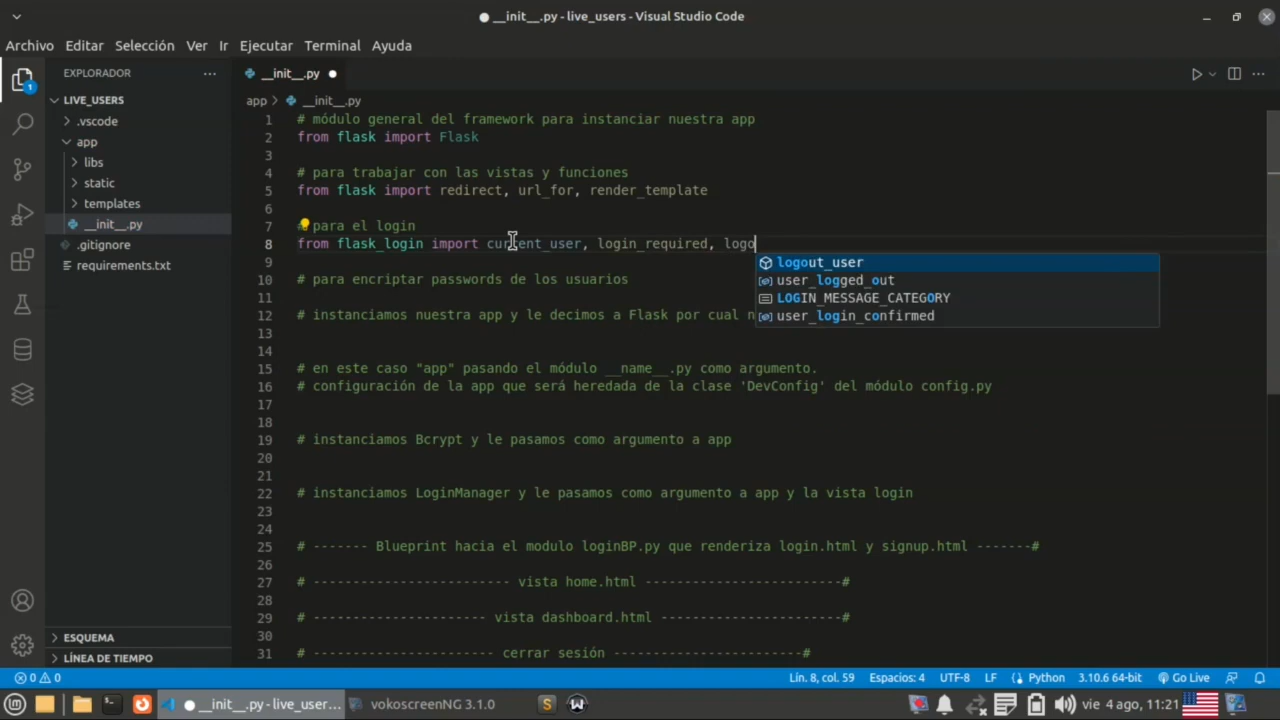 __init__.py - live_users - Visual Studio Code
Archivo Editar Selección Ver Ir Ejecutar Terminal Ayuda
EXPLORADOR
LIVE_USERS
.vscode
app
libs
static
templates
__init__.py
.gitignore
requirements.txt
ESQUEMA
LÍNEA DE TIEMPO
1
__init__.py
app > __init__.py
1 # módulo general del framework para instanciar nuestra app
2 from flask import Flask
3
4 # para trabajar con las vistas y funciones
5 from flask import redirect, url_for, render_template
6
7 para el login
8 from flask_login import current_user, login_required, logo
logout_user
user_logged_out
LOGIN_MESSAGE_CATEGORY
user_login_confirmed
9
10 # para encriptar passwords de los usuarios
11
12 # instanciamos nuestra app y le decimos a Flask por cual n
13
14
15 # en este caso "app" pasando el módulo __name__.py como argumento.
16 # configuración de la app que será heredada de la clase 'DevConfig' del módulo config.py
17
18
19 # instanciamos Bcrypt y le pasamos como argumento a app
20
21
22 # instanciamos LoginManager y le pasamos como argumento a app y la vista login
23
24
25 # ------- Blueprint hacia el modulo loginBP.py que renderiza login.html y signup.html -------#
26
27 # ------------------------- vista home.html -------------------------#
28
29 # ---------------------- vista dashboard.html ----------------------#
30
31 # ----------------------- cerrar sesión ------------------------#
0 0 Lín. 8, col. 59 Espacios: 4 UTF-8 LF Python 3.10.6 64-bit Go Live
__init__.py - live_user... vokoscreenNG 3.1.0 S W vie 4 ago, 11:21